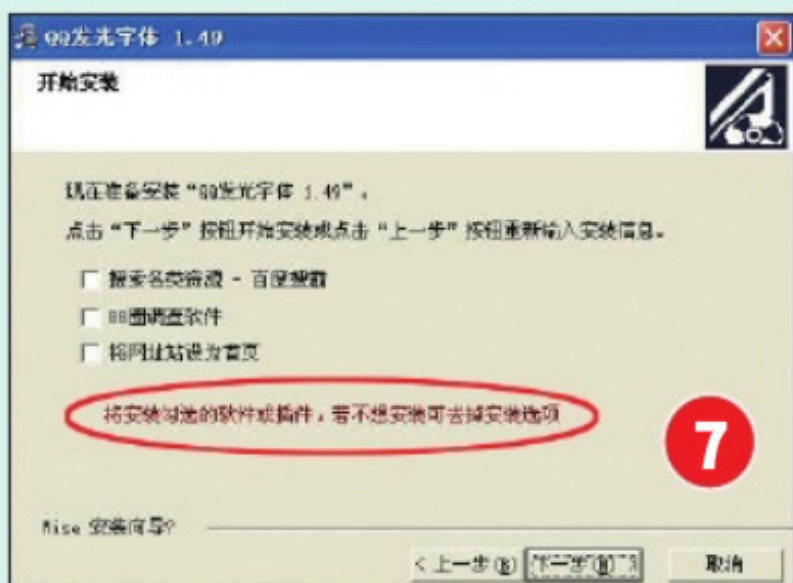 QQ发光字体 1.49
开始安装
现在准备安装“QQ发光字体 1.49”。
点击“下一步”按钮开始安装或点击“上一步”按钮重新输入安装信息。
搜索各类资源 - 百度搜霸
BB圈调查软件
将网址站设为首页
将安装勾选的软件或插件，若不想安装可去掉安装选项
7
Wise 安装向导?
<上一步(B)
下一步(N)>
取消